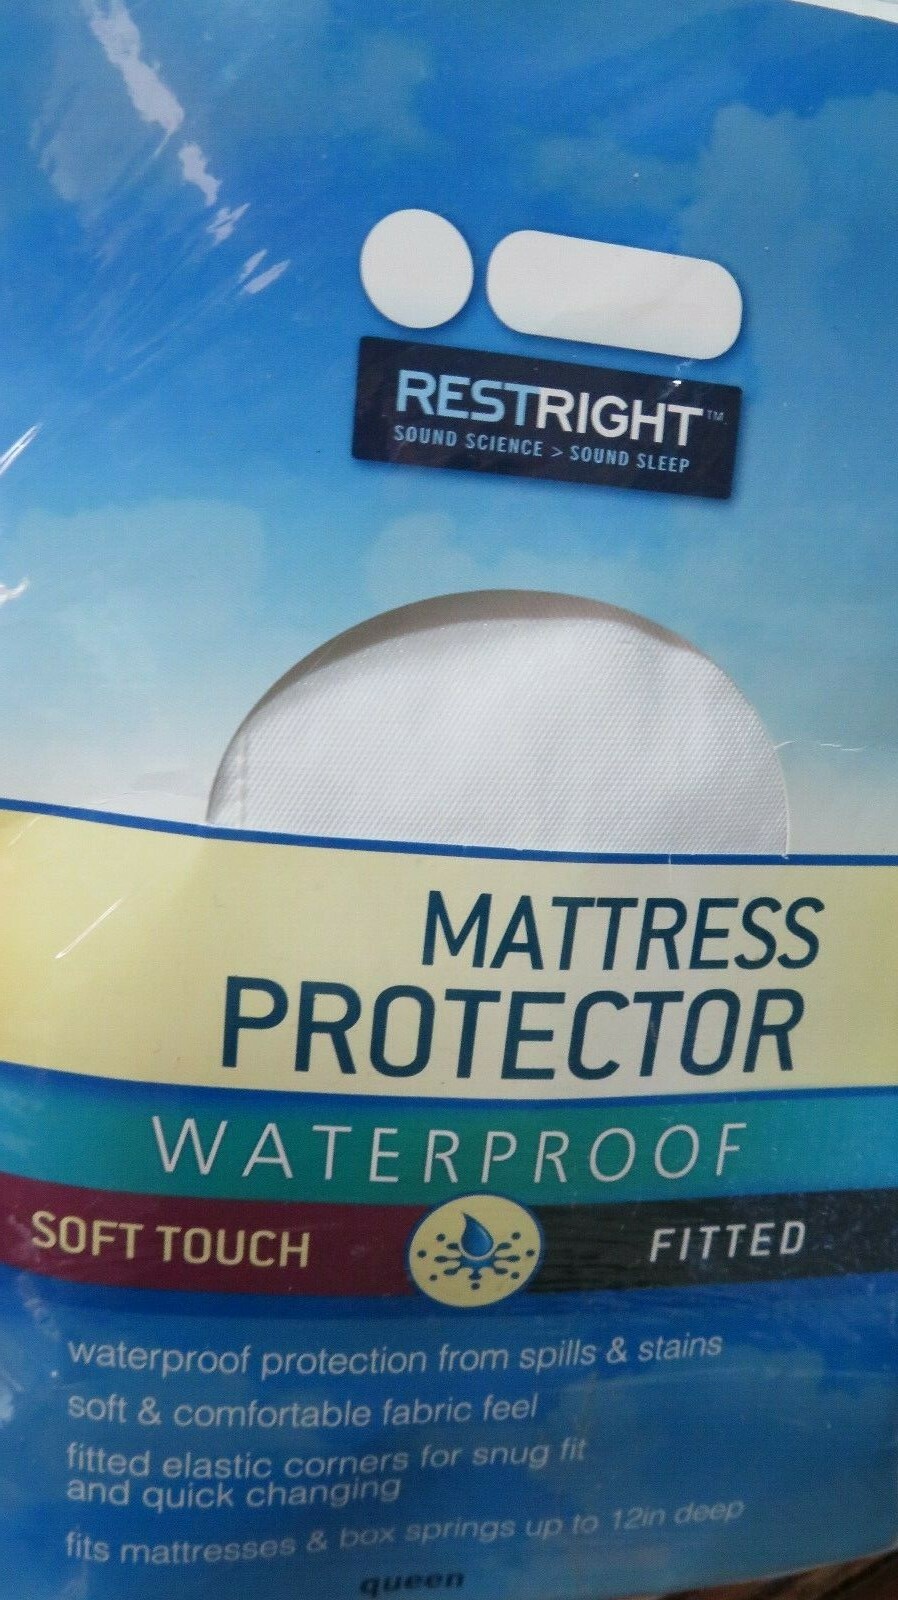 RESTRIGHT™
SOUND SCIENCE > SOUND SLEEP
MATTRESS
PROTECTOR
WATERPROOF
SOFT TOUCH
FITTED
waterproof protection from spills & stains
soft & comfortable fabric feel
fitted elastic corners for snug fit
and quick changing
fits mattresses & box springs up to 12in deep
queen